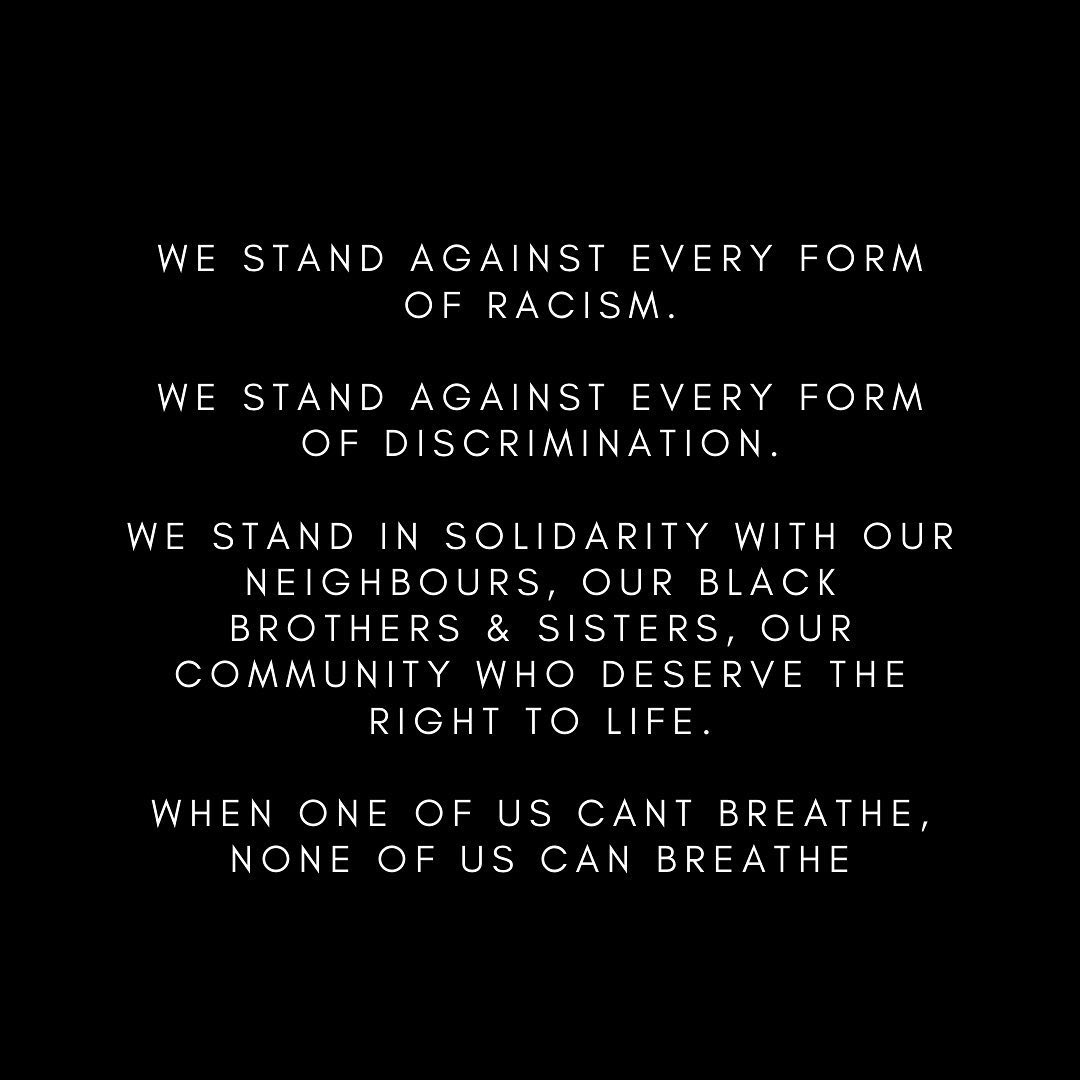 WE STAND AGAINST EVERY FORM
OF RACISM.
WE STAND AGAINST EVERY FORM
OF DISCRIMINATION.
WE STAND IN SOLIDARITY WITH OUR
NEIGHBOURS, OUR BLACK
BROTHERS & SISTERS, OUR
COMMUNITY WHO DESERVE THE
RIGHT TO LIFE.
WHEN ONE OF US CANT BREATHE,
NONE OF US CAN BREATHE